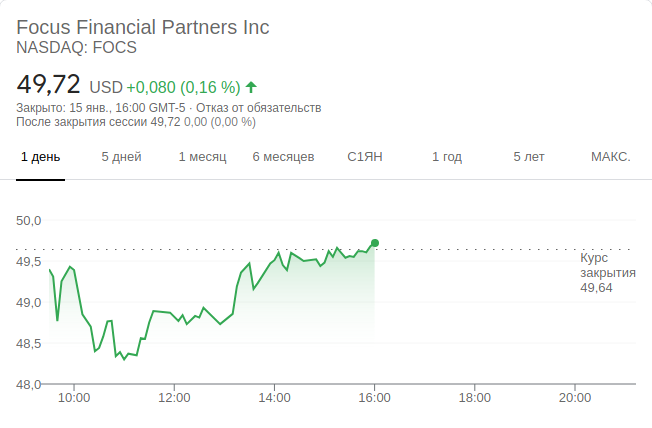 Focus Financial Partners Inc
NASDAQ: FOCS
49,72 USD +0,080 (0,16 %)
Закрыто: 15 янв., 16:00 GMT-5 · Отказ от обязательств
После закрытия сессии 49,72 0,00 (0,00 %)
1 день 5 дней 1 месяц 6 месяцев С1ЯН 1 год 5 лет МАКС.
50,0
49,5
49,0
48,5
48,0
Курс
закрытия
49,64
10:00 12:00 14:00 16:00 18:00 20:00